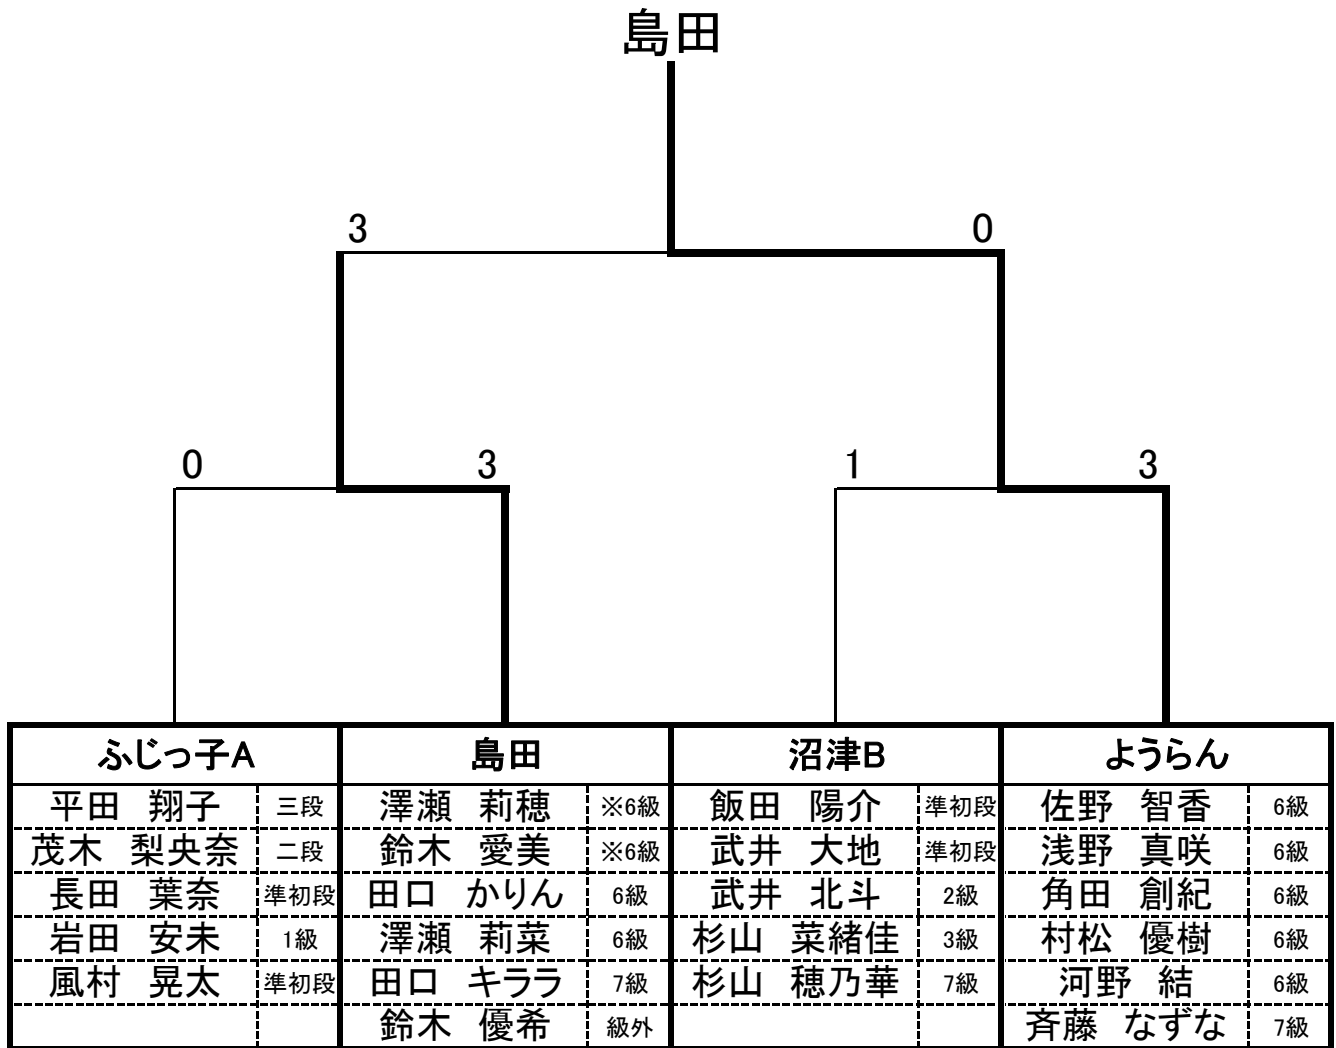 島田
3 0
0 3 1 3
ふじっ子A 島田 沼津B ようらん
平田 翔子 三段 澤瀬 莉穂 ※6級 飯田 陽介 準初段 佐野 智香 6級
茂木 梨央奈 二段 鈴木 愛美 ※6級 武井 大地 準初段 浅野 真咲 6級
長田 葉奈 準初段 田口 かりん 6級 武井 北斗 2級 角田 創紀 6級
岩田 安未 1級 澤瀬 莉菜 6級 杉山 菜緒佳 3級 村松 優樹 6級
風村 晃太 準初段 田口 キララ 7級 杉山 穂乃華 7級 河野 結 6級
鈴木 優希 級外 斉藤 なずな 7級